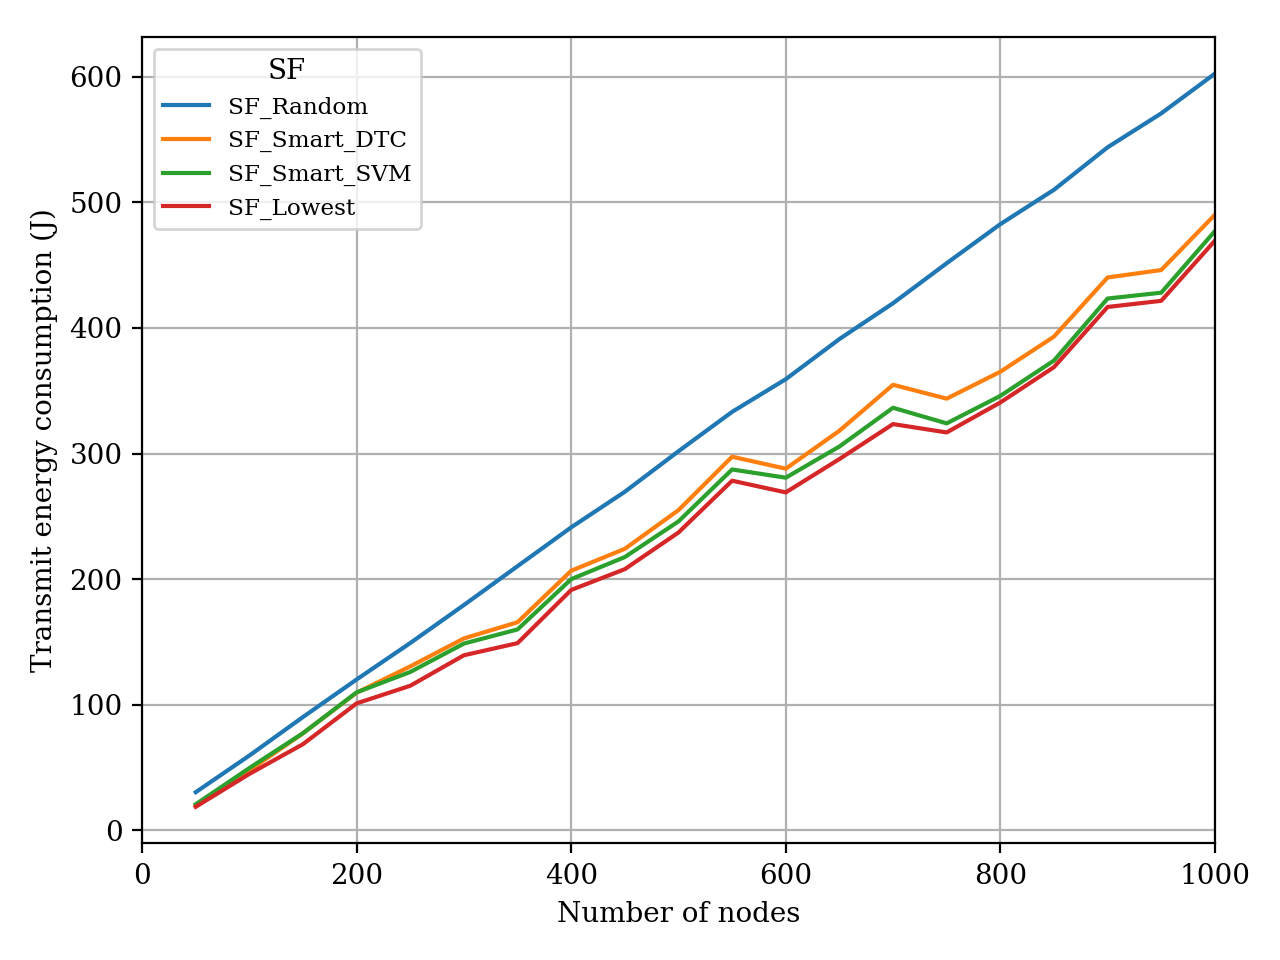 SF
SF_Random
SF_Smart_DTC
SF_Smart_SVM
SF_Lowest
Transmit energy consumption (J)
600
500
400
300
200
100
0
0 200 400 600 800 1000
Number of nodes